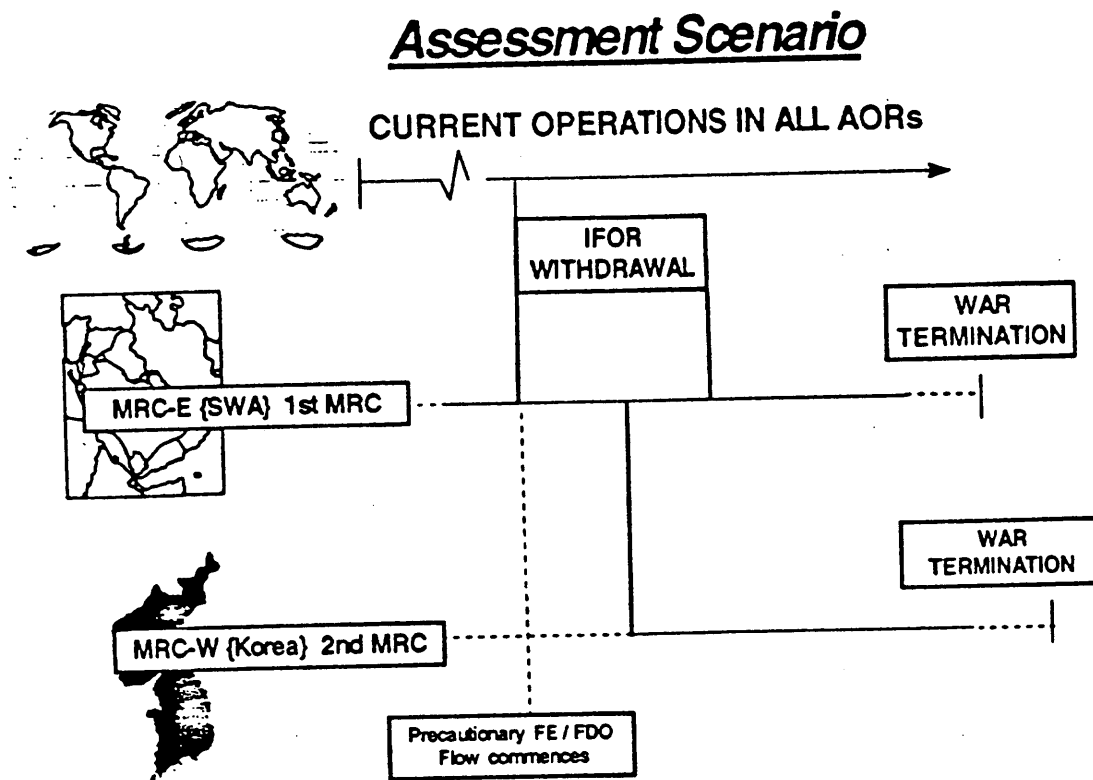 Assessment Scenario
CURRENT OPERATIONS IN ALL AORs
IFOR
WITHDRAWAL
WAR
TERMINATION
MRC-E {SWA} 1st MRC
WAR
TERMINATION
MRC-W {Korea} 2nd MRC
Precautionary FE / FDO
Flow commences